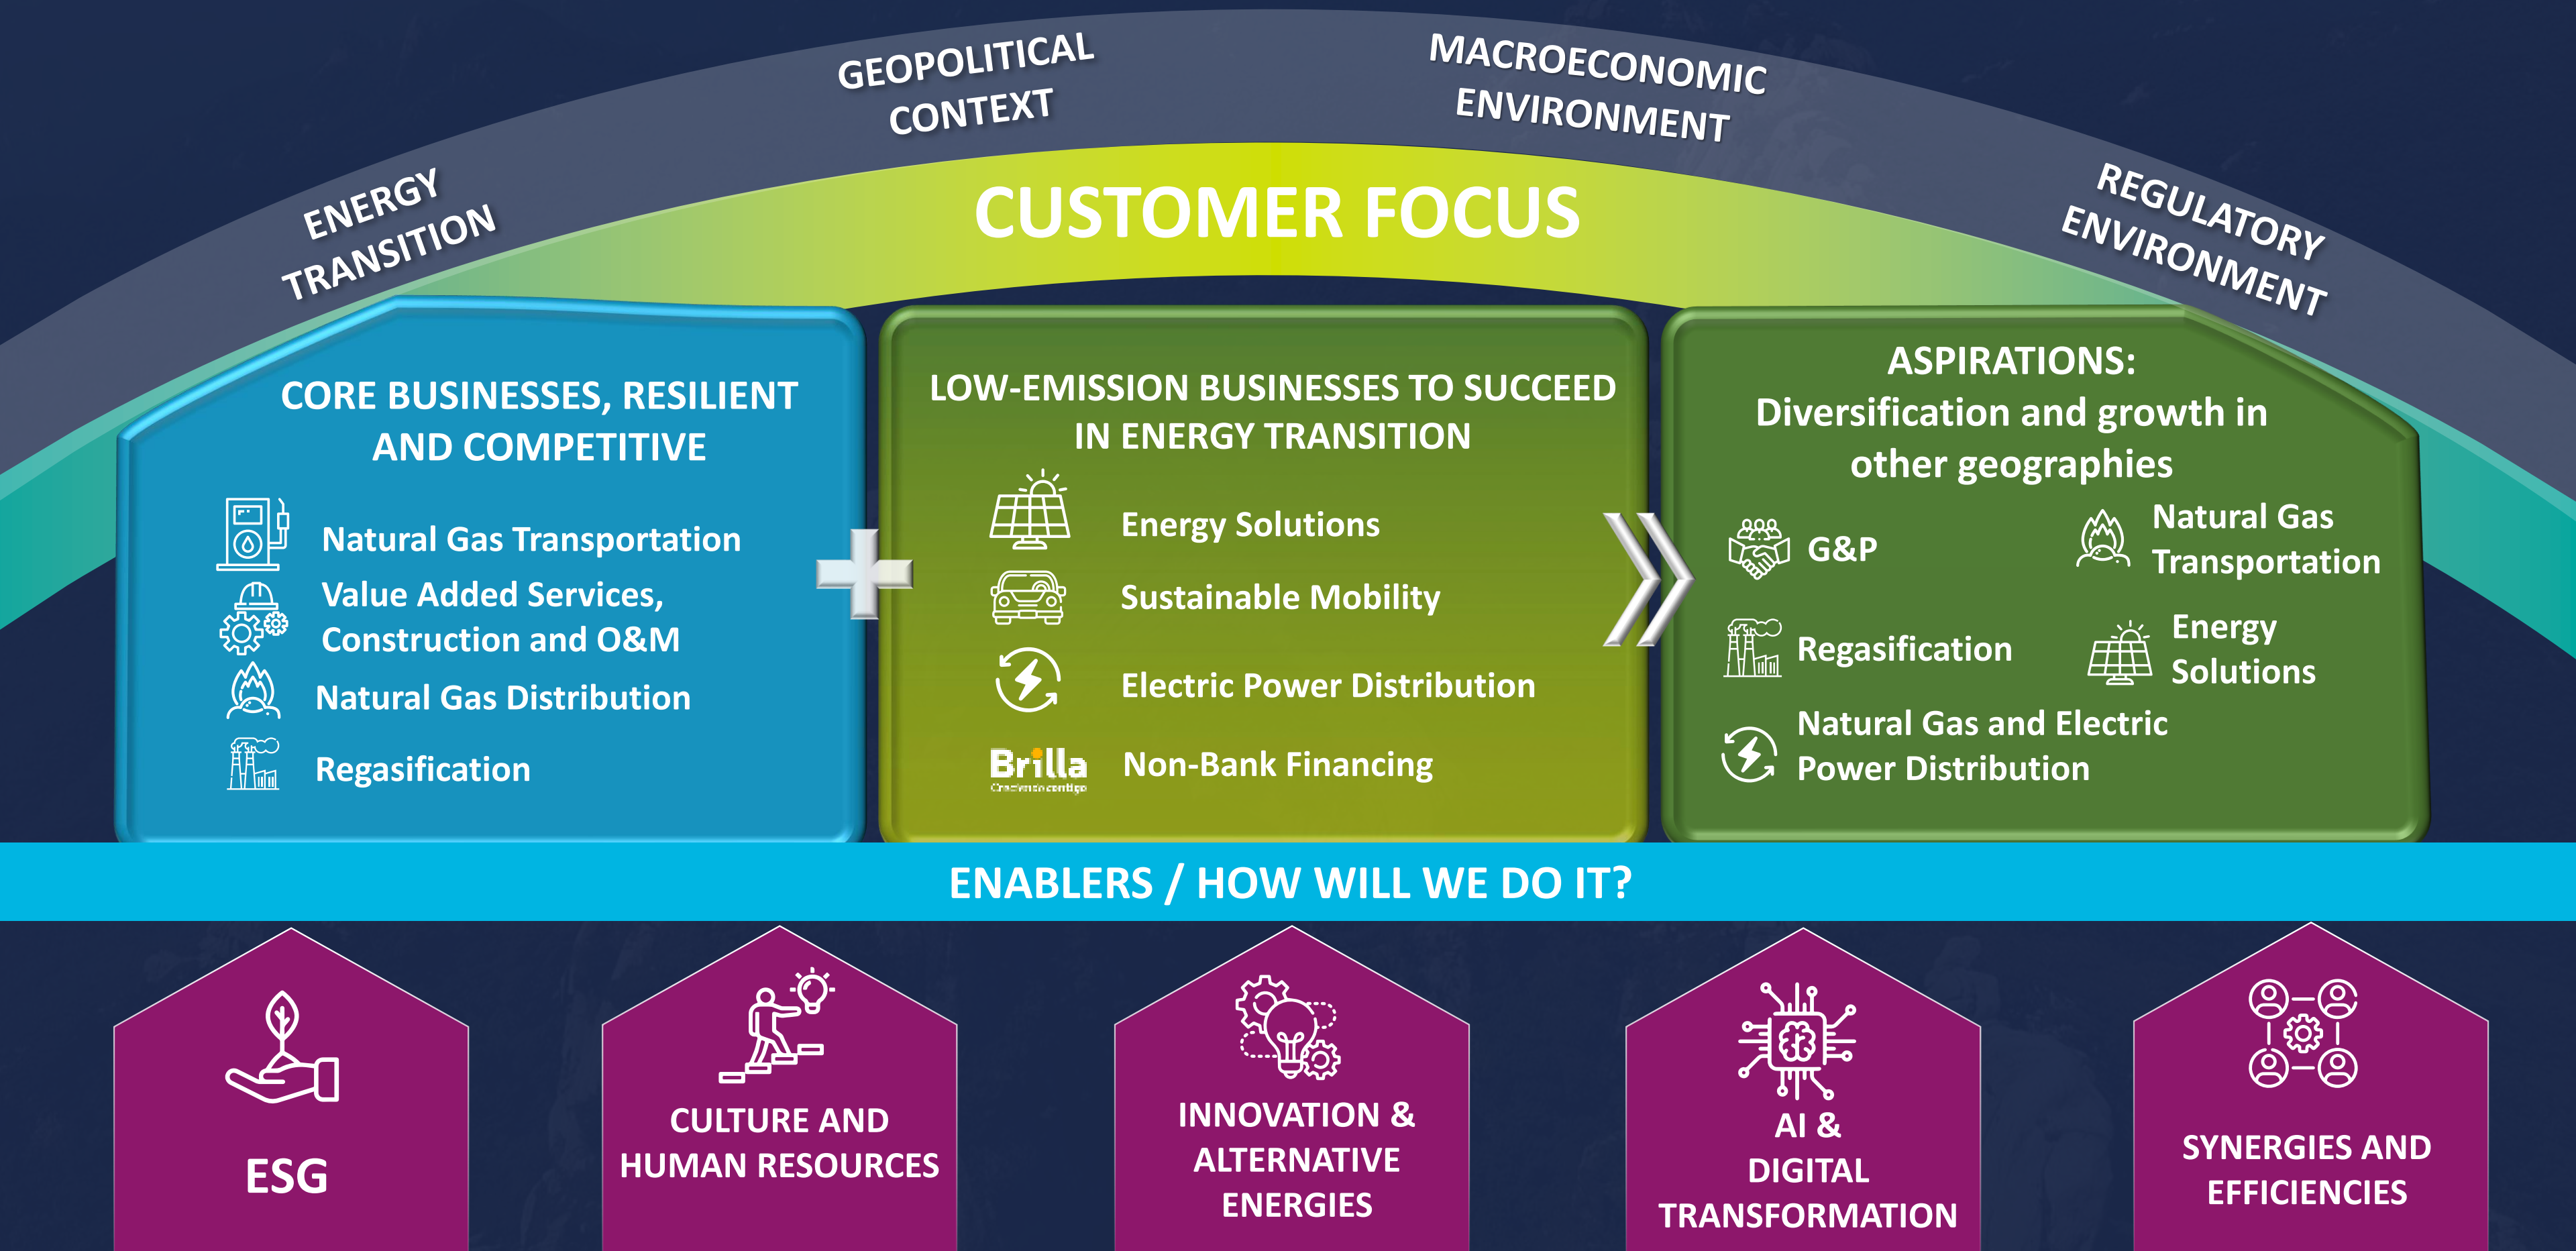 GEOPOLITICAL
CONTEXT
MACROECONOMIC
ENVIRONMENT
ENERGY
TRANSITION
REGULATORY
ENVIRONMENT
CUSTOMER FOCUS
CORE BUSINESSES, RESILIENT
AND COMPETITIVE
Natural Gas Transportation
Value Added Services,
Construction and O&M
Natural Gas Distribution
Regasification
LOW-EMISSION BUSINESSES TO SUCCEED
IN ENERGY TRANSITION
Energy Solutions
Sustainable Mobility
Electric Power Distribution
Brilla
Non-Bank Financing
ASPIRATIONS:
Diversification and growth in
other geographies
G&P
Natural Gas
Transportation
Regasification
Energy
Solutions
Natural Gas and Electric
Power Distribution
ENABLERS / HOW WILL WE DO IT?
ESG
CULTURE AND
HUMAN RESOURCES
INNOVATION &
ALTERNATIVE
ENERGIES
AI &
DIGITAL
TRANSFORMATION
SYNERGIES AND
EFFICIENCIES